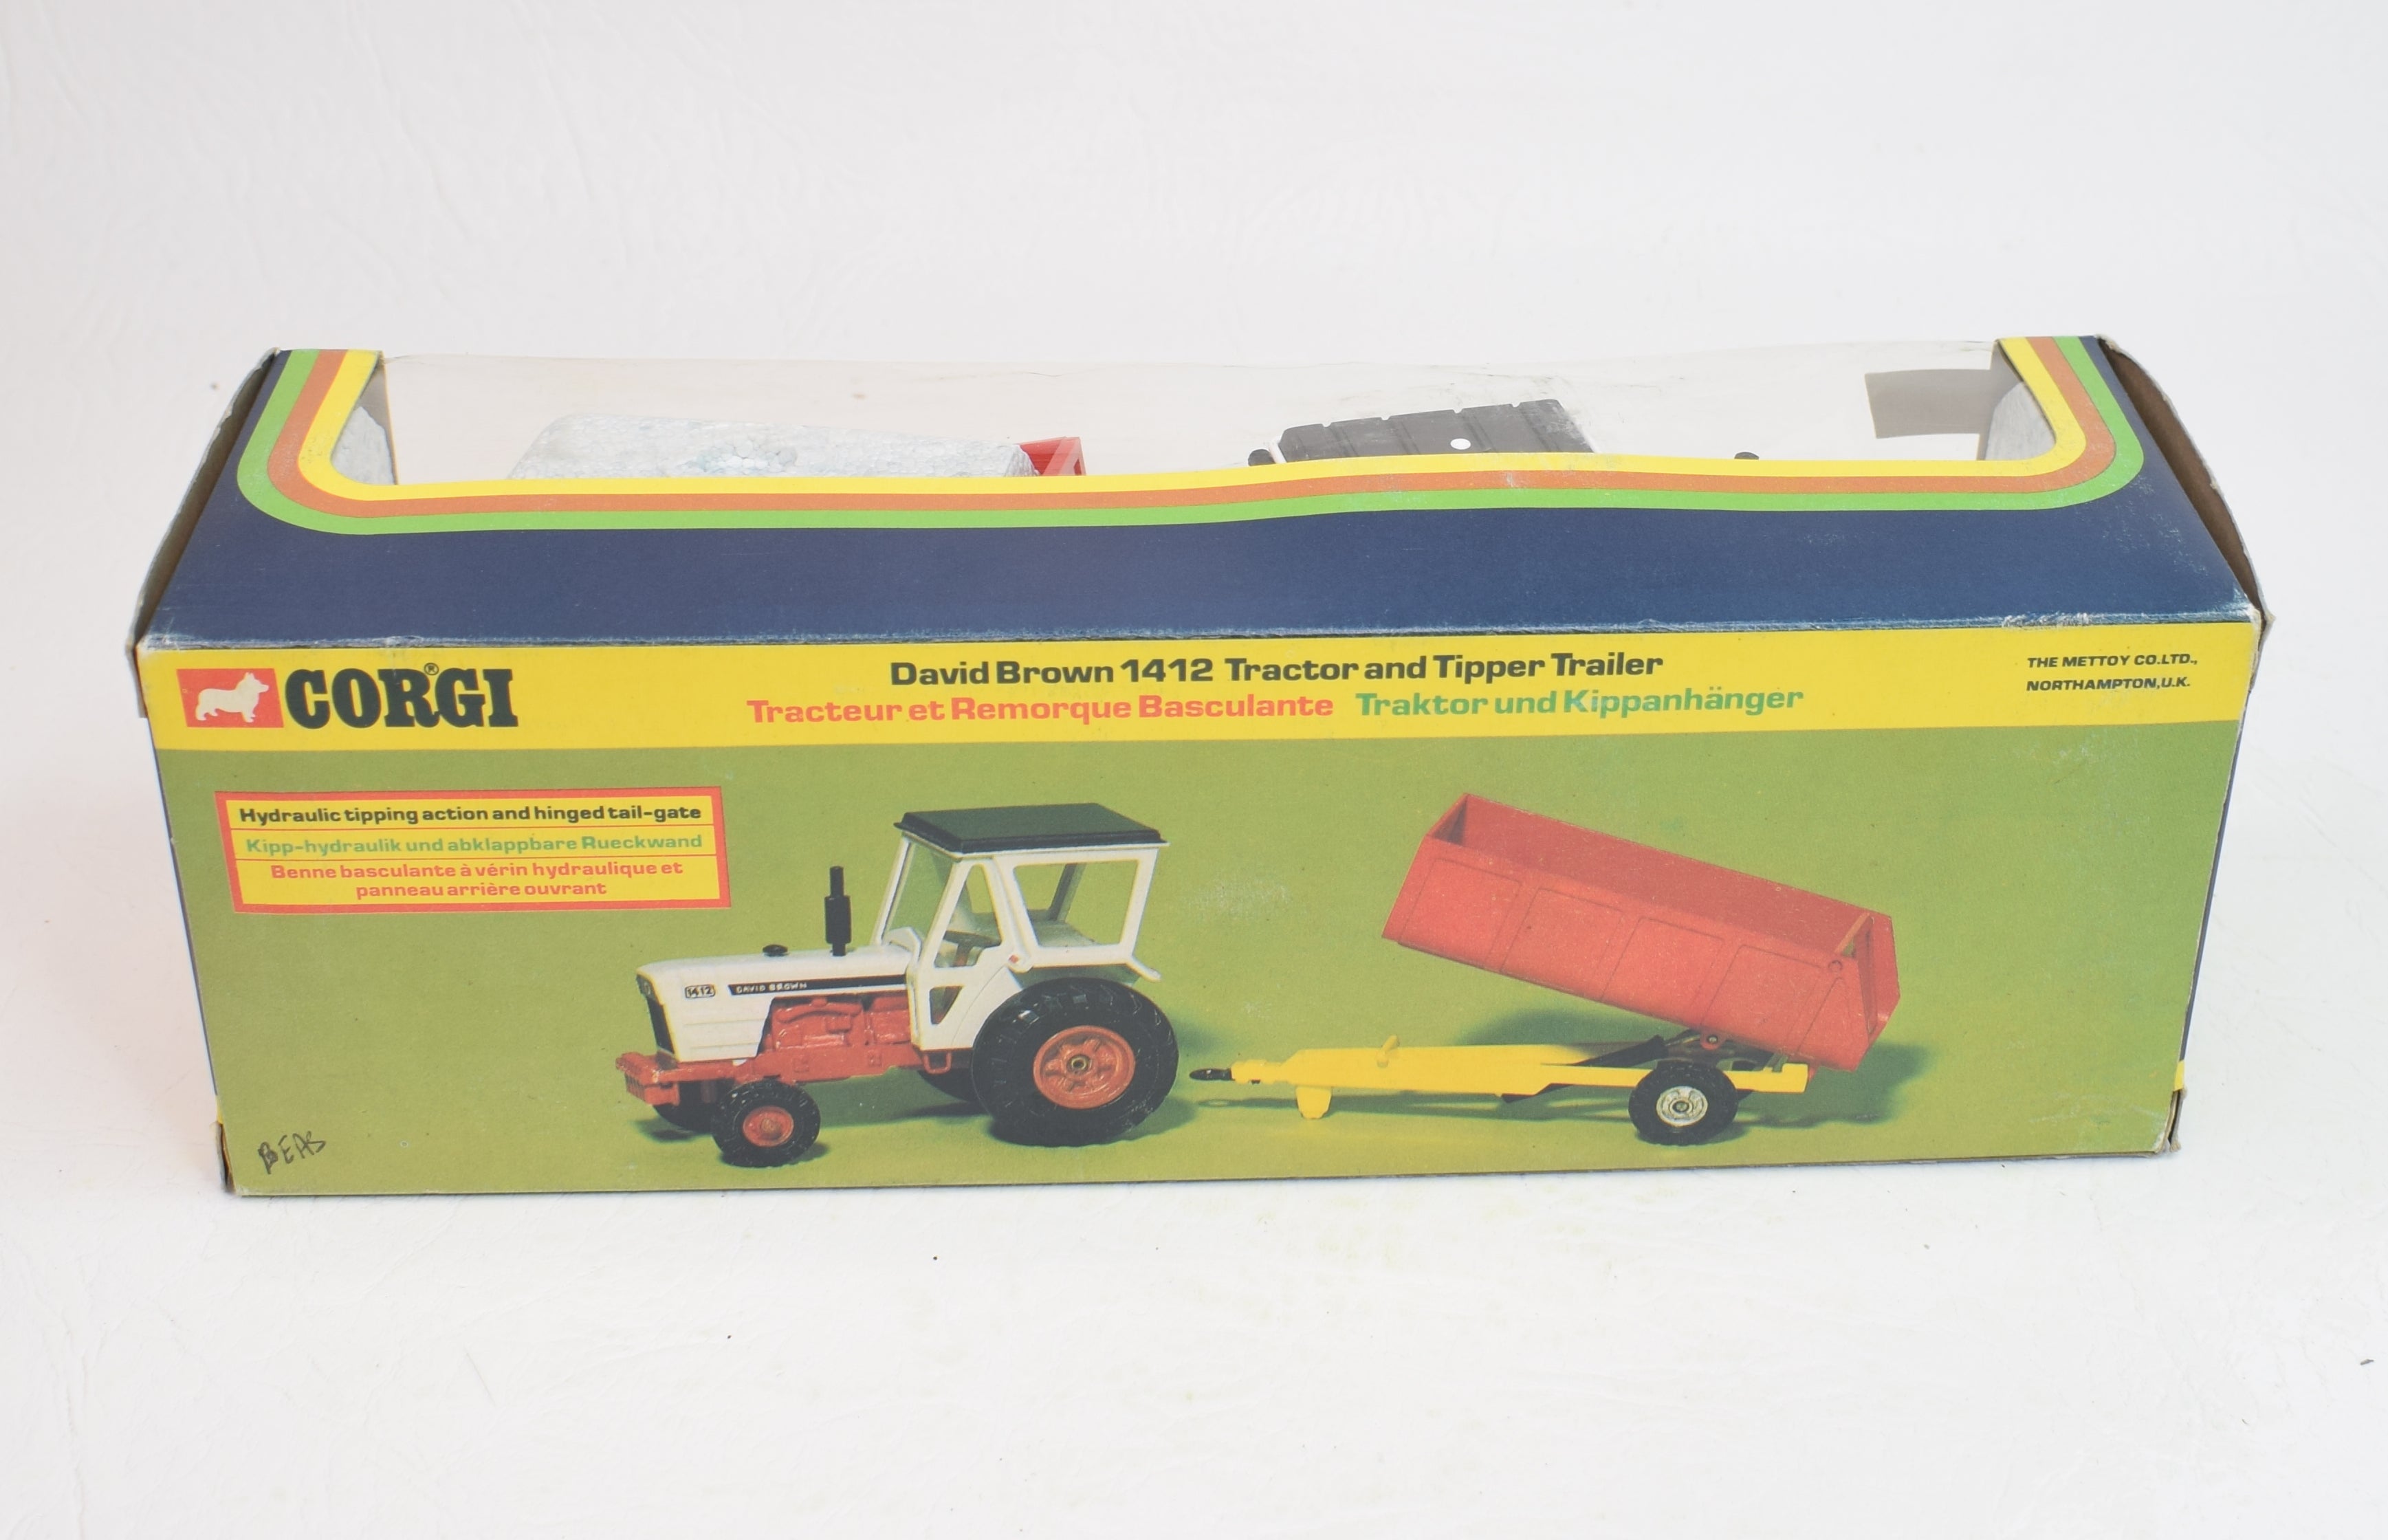 CORGI®
David Brown 1412 Tractor and Tipper Trailer
Tracteur et Remorque Basculante Traktor und Kippanhänger
THE METTOY CO.LTD.,
NORTHAMPTON,U.K.
Hydraulic tipping action and hinged tail-gate
Kipp-hydraulik und abklappbare Rueckwand
Benne basculante à vérin hydraulique et
panneau arrière ouvrant
1412 DAVID BROWN
BEAS